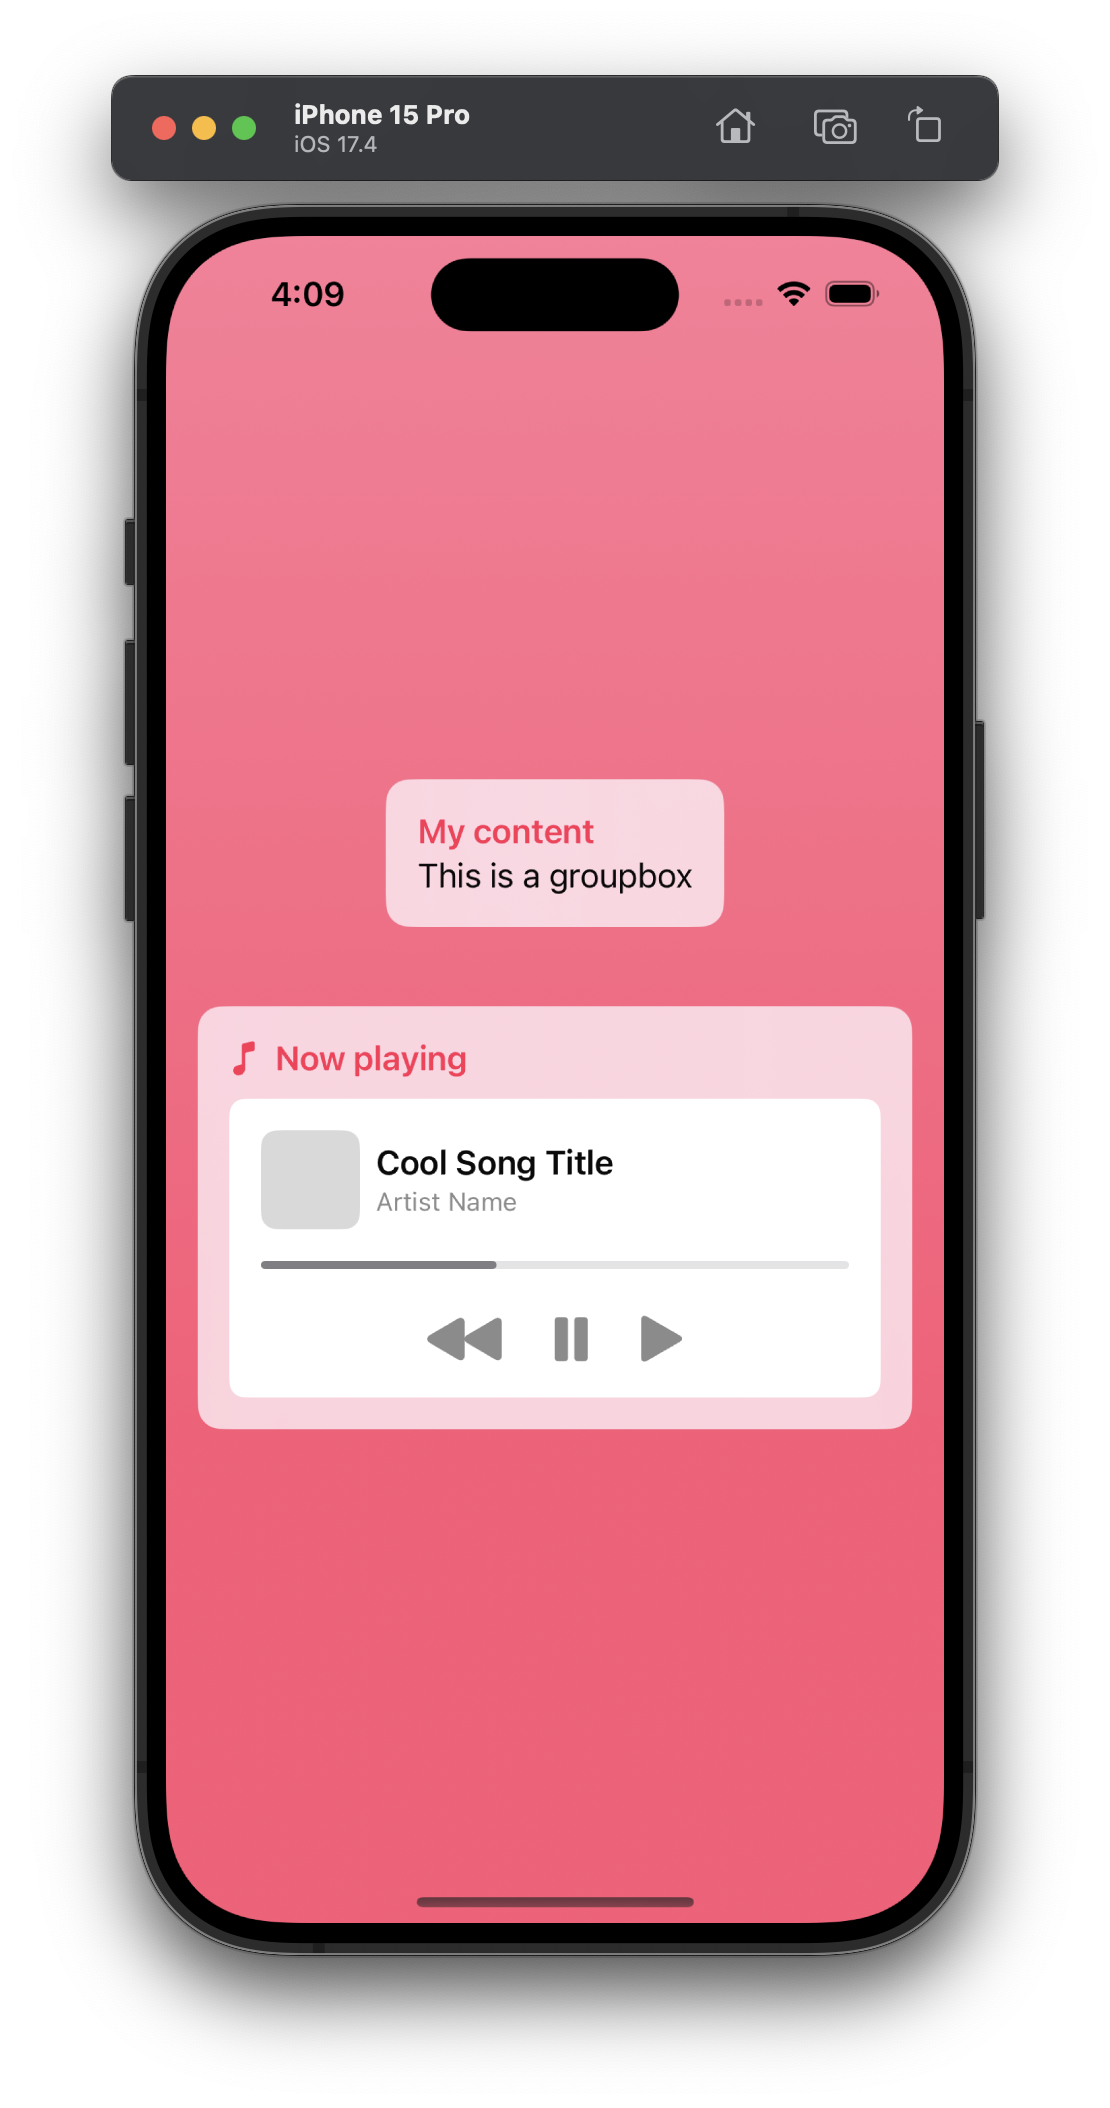 iPhone 15 Pro
iOS 17.4
4:09
My content
This is a groupbox
Now playing
Cool Song Title
Artist Name